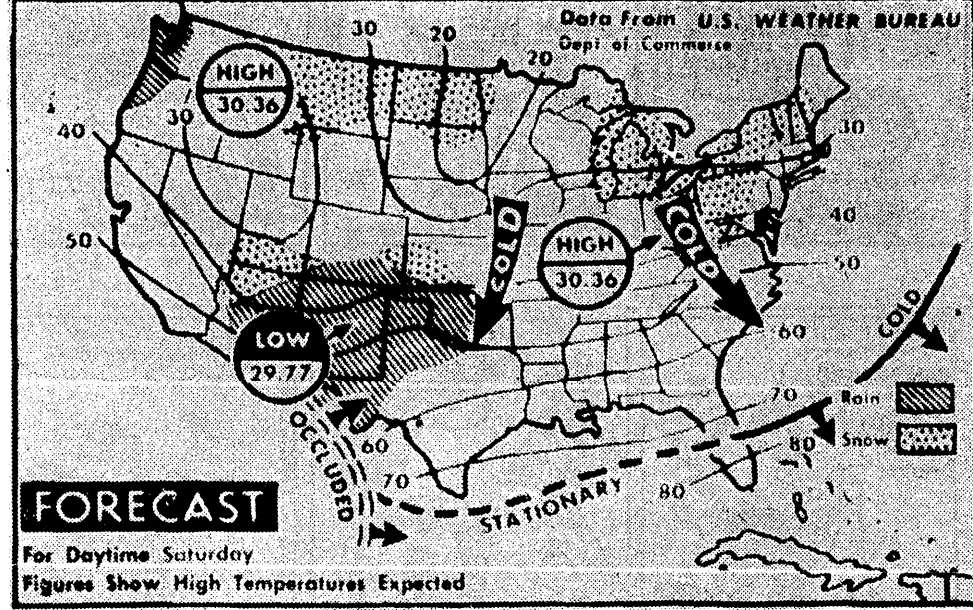 Data From U.S. WEATHER BUREAU
Dept of Commerce
30
20
20
HIGH
30.36
30
40
30
40
50
COLD
HIGH
30.36
COLD
50
60
COLD
LOW
29.77
70
Rain
OCCLUDED
60
80
Snow
70
STATIONARY
80
FORECAST
For Daytime Saturday
Figures Show High Temperatures Expected